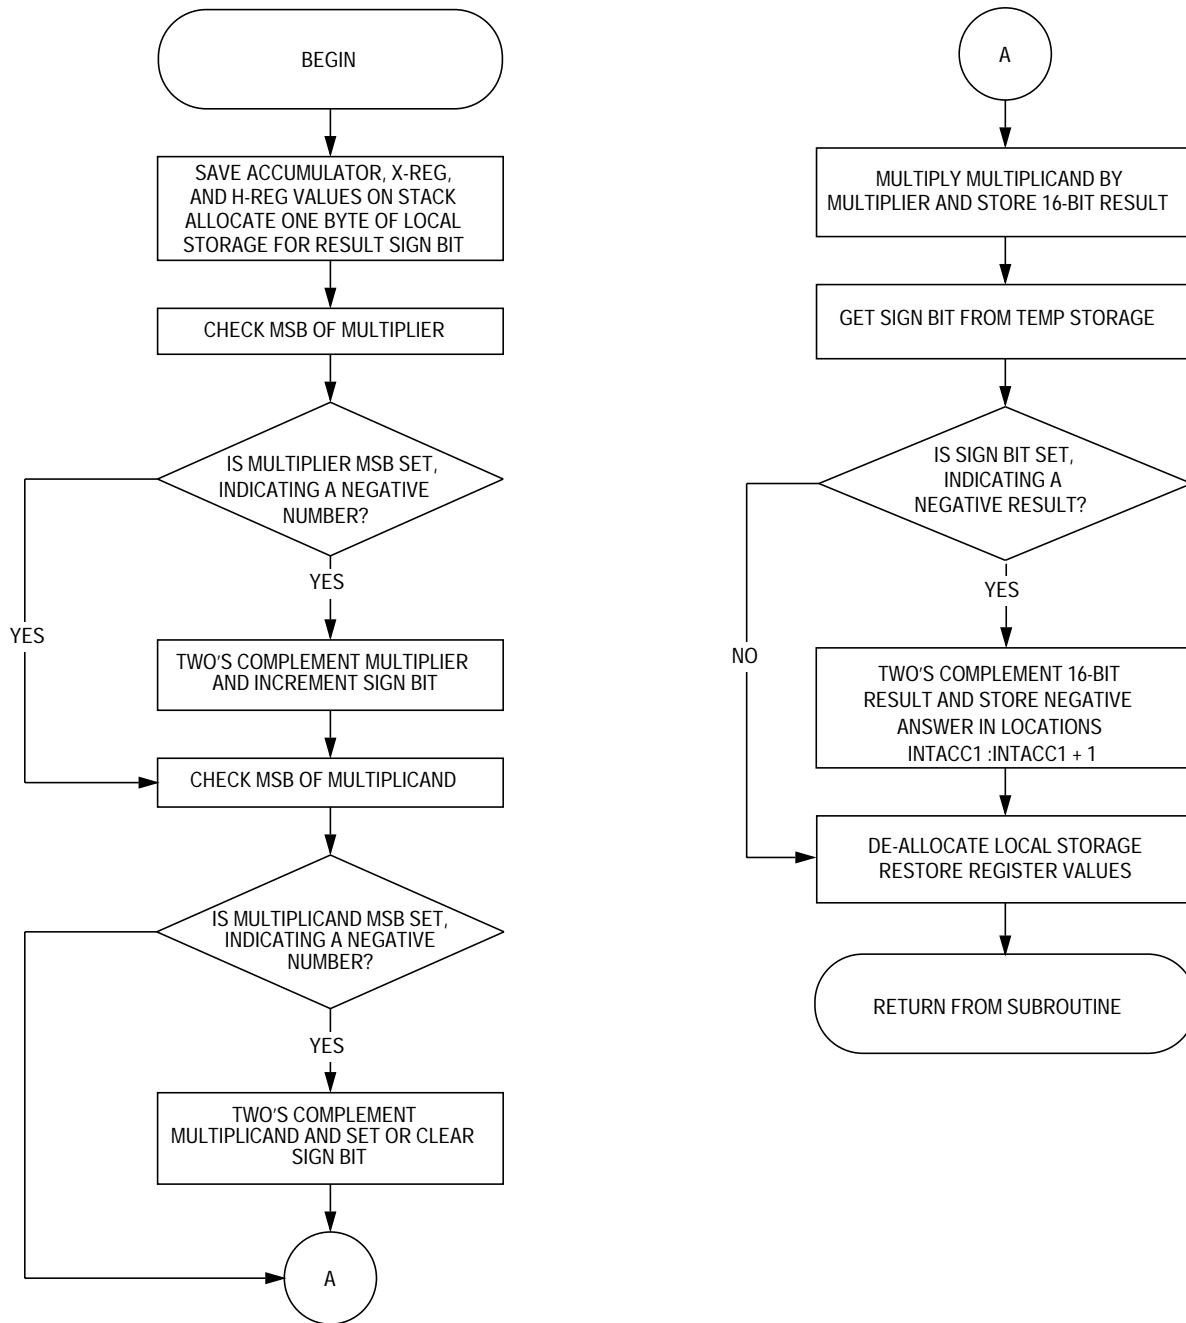 BEGIN
SAVE ACCUMULATOR, X-REG,
AND H-REG VALUES ON STACK
ALLOCATE ONE BYTE OF LOCAL
STORAGE FOR RESULT SIGN BIT
CHECK MSB OF MULTIPLIER
IS MULTIPLIER MSB SET,
INDICATING A NEGATIVE
NUMBER?
YES
YES
TWO'S COMPLEMENT MULTIPLIER
AND INCREMENT SIGN BIT
CHECK MSB OF MULTIPLICAND
IS MULTIPLICAND MSB SET,
INDICATING A NEGATIVE
NUMBER?
YES
TWO'S COMPLEMENT
MULTIPLICAND AND SET OR CLEAR
SIGN BIT
A
A
MULTIPLY MULTIPLICAND BY
MULTIPLIER AND STORE 16-BIT RESULT
GET SIGN BIT FROM TEMP STORAGE
IS SIGN BIT SET,
INDICATING A
NEGATIVE RESULT?
YES
NO
TWO'S COMPLEMENT 16-BIT
RESULT AND STORE NEGATIVE
ANSWER IN LOCATIONS
INTACC1 :INTACC1 + 1
DE-ALLOCATE LOCAL STORAGE
RESTORE REGISTER VALUES
RETURN FROM SUBROUTINE